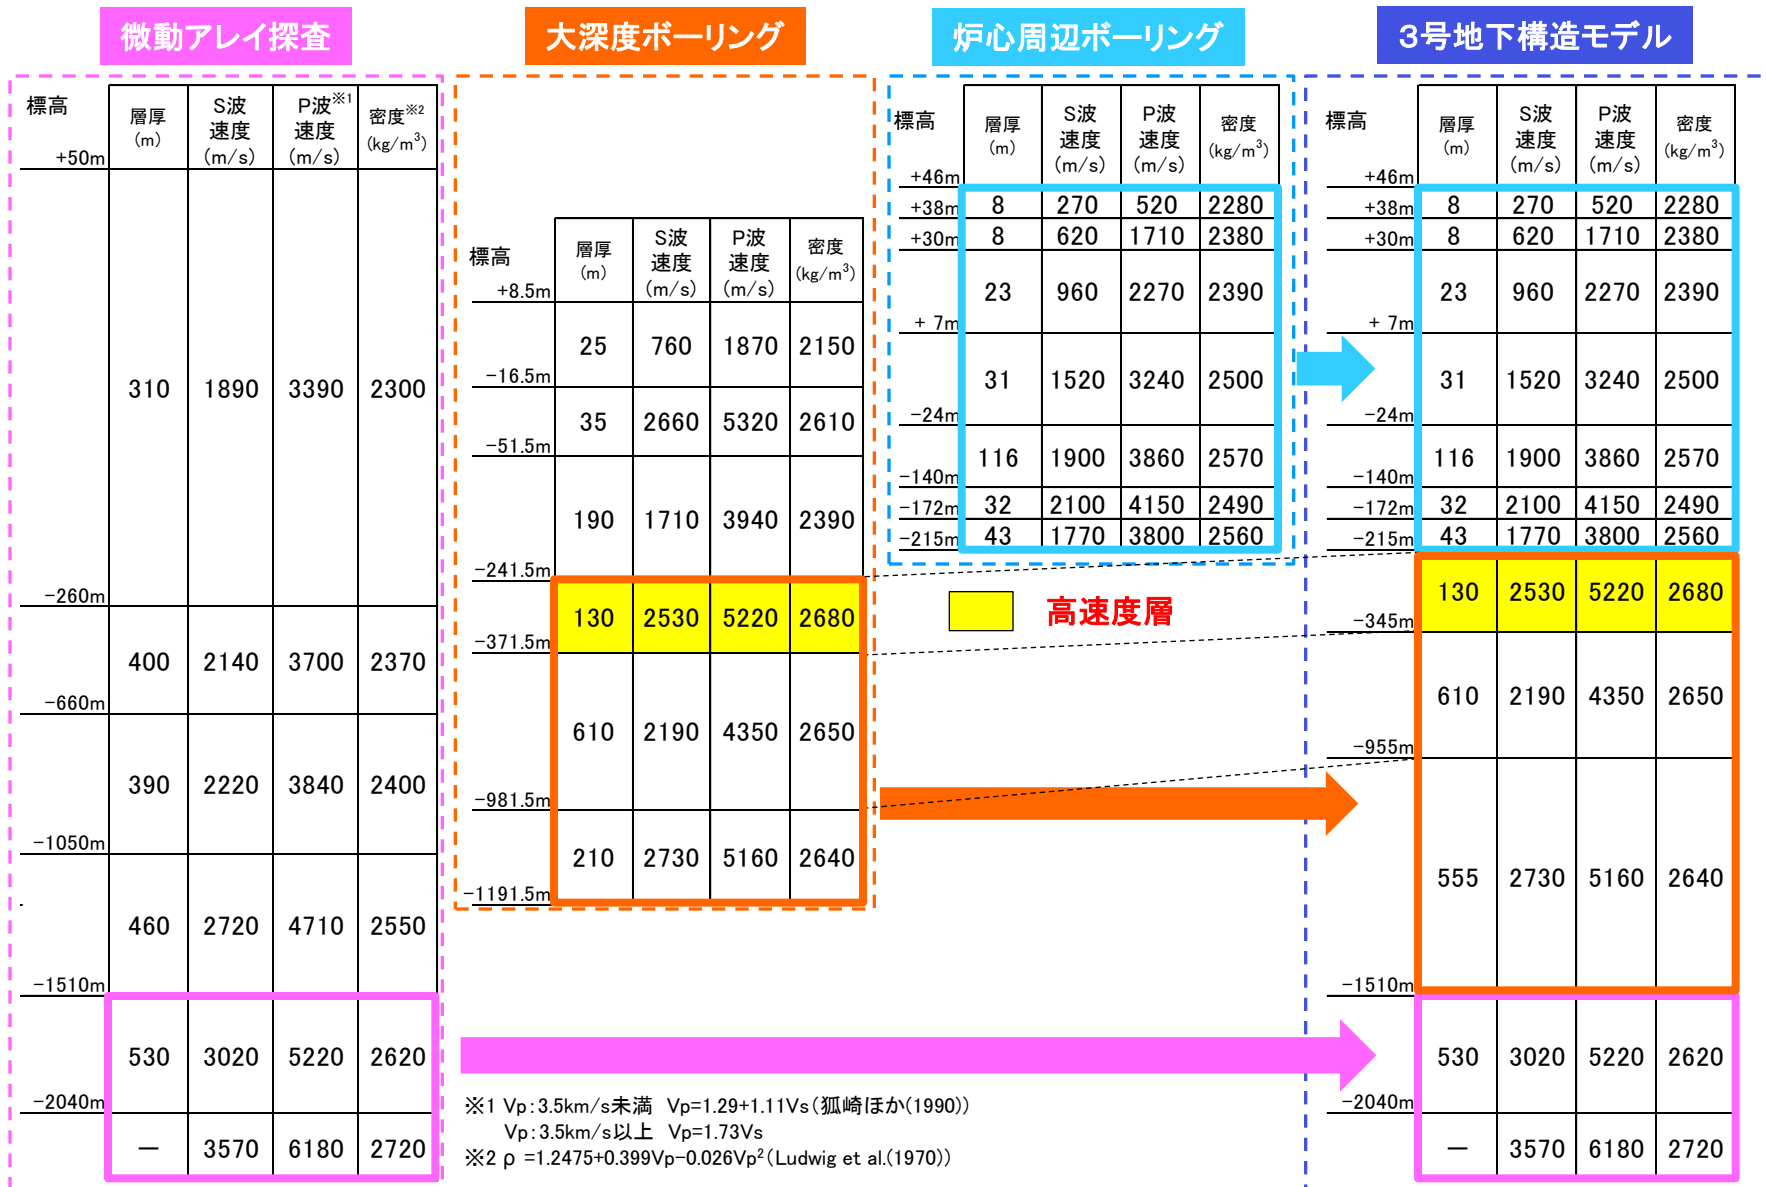 微動アレイ探査
標高
層厚
(m)
S波
速度
(m/s)
P波※1
速度
(m/s)
密度※2
(kg/m³)
+50m
310 1890 3390 2300
−260m
400 2140 3700 2370
−660m
390 2220 3840 2400
−1050m
460 2720 4710 2550
−1510m
530 3020 5220 2620
−2040m
— 3570 6180 2720
大深度ボーリング
標高
層厚
(m)
S波
速度
(m/s)
P波
速度
(m/s)
密度
(kg/m³)
+8.5m
25 760 1870 2150
−16.5m
35 2660 5320 2610
−51.5m
190 1710 3940 2390
−241.5m
130 2530 5220 2680
−371.5m
610 2190 4350 2650
−981.5m
210 2730 5160 2640
−1191.5m
炉心周辺ボーリング
標高
層厚
(m)
S波
速度
(m/s)
P波
速度
(m/s)
密度
(kg/m³)
+46m
8 270 520 2280
+38m
8 620 1710 2380
+30m
23 960 2270 2390
+ 7m
31 1520 3240 2500
−24m
116 1900 3860 2570
−140m
32 2100 4150 2490
−172m
43 1770 3800 2560
−215m
高速度層
3号地下構造モデル
標高
層厚
(m)
S波
速度
(m/s)
P波
速度
(m/s)
密度
(kg/m³)
+46m
8 270 520 2280
+38m
8 620 1710 2380
+30m
23 960 2270 2390
+ 7m
31 1520 3240 2500
−24m
116 1900 3860 2570
−140m
32 2100 4150 2490
−172m
43 1770 3800 2560
−215m
130 2530 5220 2680
−345m
610 2190 4350 2650
−955m
555 2730 5160 2640
−1510m
530 3020 5220 2620
−2040m
— 3570 6180 2720
※1 Vp:3.5km/s未満 Vp=1.29+1.11Vs(狐崎ほか(1990))
Vp:3.5km/s以上 Vp=1.73Vs
※2 ρ =1.2475+0.399Vp−0.026Vp²(Ludwig et al.(1970))